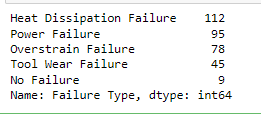 Heat Dissipation Failure    112
Power Failure                95
Overstrain Failure           78
Tool Wear Failure            45
No Failure                    9
Name: Failure Type, dtype: int64